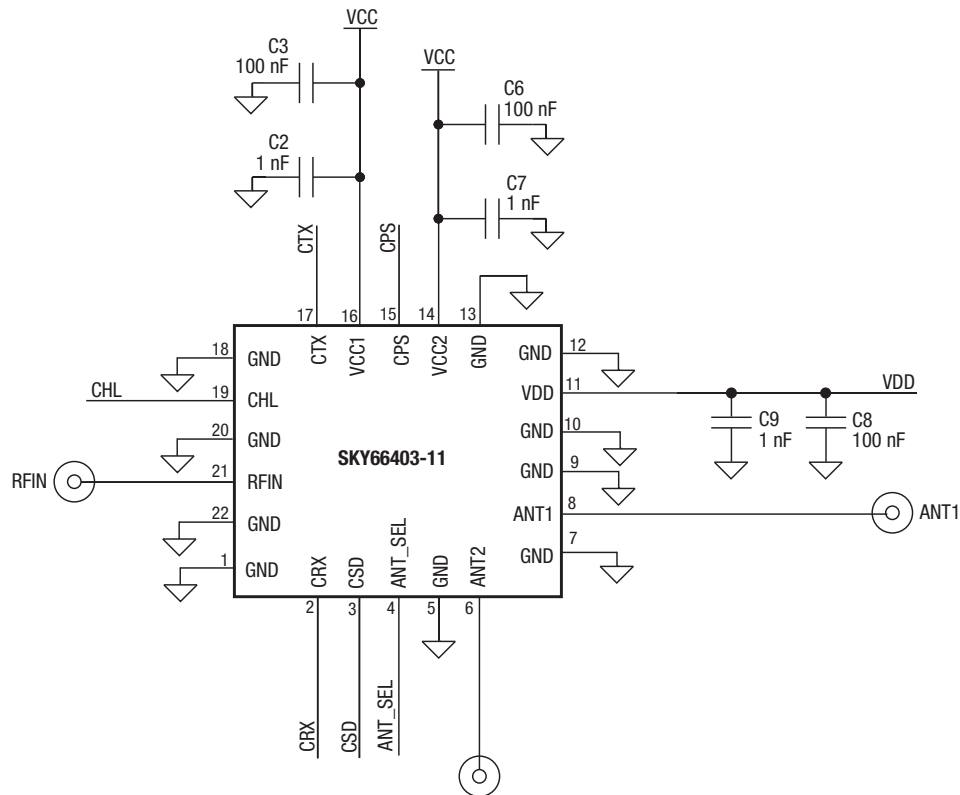 VCC
C3
100 nF
VCC
C6
100 nF
C2
1 nF
C7
1 nF
CTX
CPS
17
16
15
14
13
CTX
VCC1
CPS
VCC2
GND
18
GND
GND
12
CHL
19
CHL
VDD
11
VDD
C9
1 nF
C8
100 nF
20
GND
GND
10
SKY66403-11
GND
9
RFIN
21
RFIN
ANT1
8
ANT1
22
GND
GND
7
1
GND
CRX
CSD
ANT_SEL
GND
ANT2
2
3
4
5
6
CRX
CSD
ANT_SEL